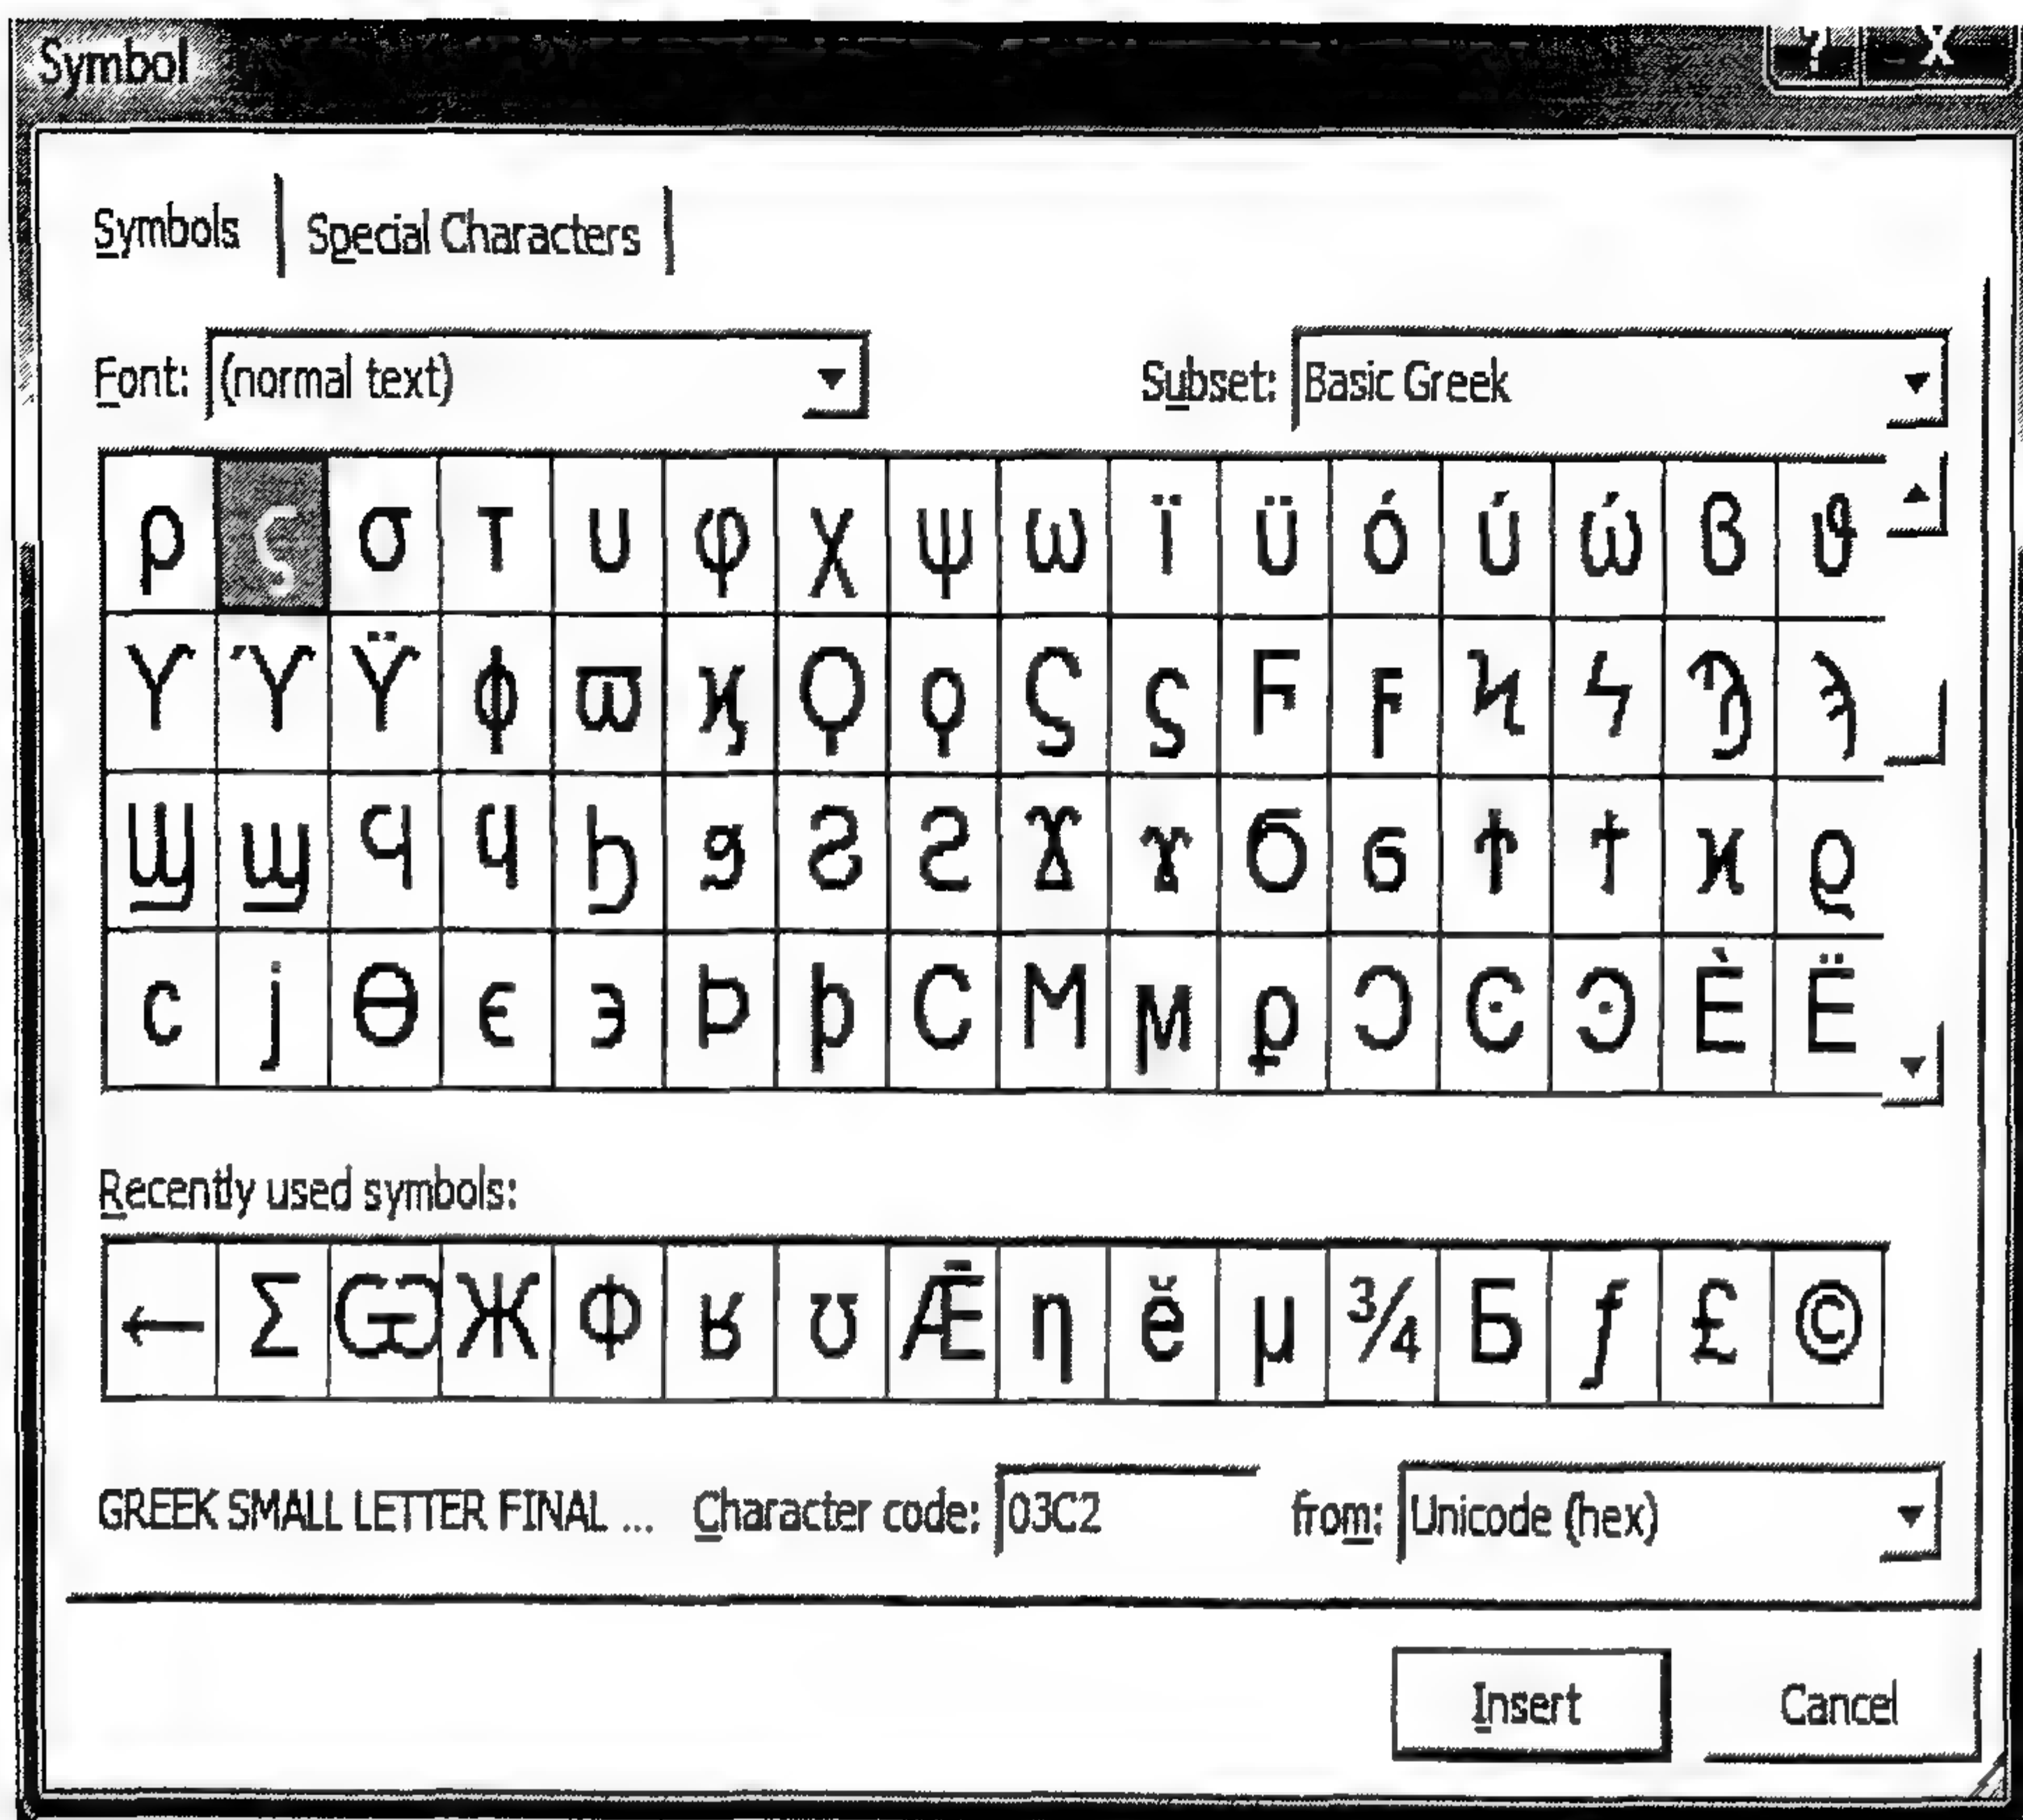 Symbol ? X
Symbols Special Characters
Font: (normal text) Subset: Basic Greek
ρ ς σ τ υ φ χ ψ ω ϊ ϋ ό ύ ώ ϐ ϑ
ϒ ϓ ϔ ϕ ϖ ϗ Ϙ ϙ Ϛ ϛ Ϝ ϝ Ϟ ϟ Ϡ ϡ
Ϣ ϣ Ϥ ϥ Ϧ ϧ Ϩ ϩ Ϫ ϫ Ϭ ϭ Ϯ ϯ ϰ ϱ
ϲ ϳ ϴ ϵ ϶ Ϸ ϸ Ϲ Ϻ ϻ ϼ Ͻ Ͼ Ͽ Ѐ Ё
Recently used symbols:
← Σ Ѿ Ж Φ ʁ ʊ Ǣ η ĕ µ ¾ Б ƒ £ ©
GREEK SMALL LETTER FINAL ... Character code: 03C2 from: Unicode (hex)
Insert Cancel